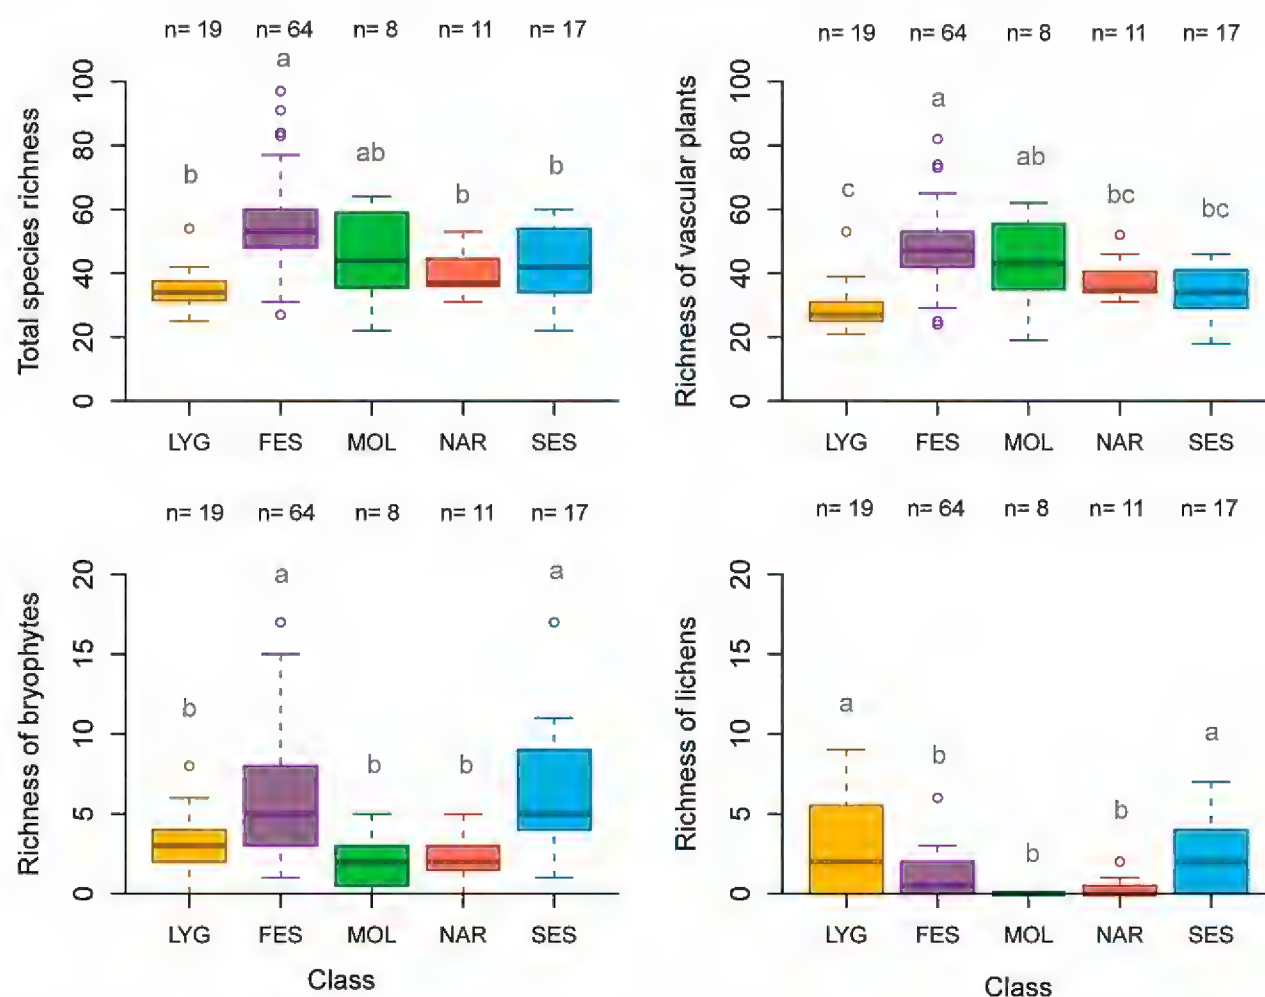 n= 19 n= 64 n= 8 n= 11 n= 17
Total species richness
0 20 40 60 80 100
b a ab b b
LYG FES MOL NAR SES
n= 19 n= 64 n= 8 n= 11 n= 17
Richness of vascular plants
0 20 40 60 80 100
c a ab bc bc
LYG FES MOL NAR SES
n= 19 n= 64 n= 8 n= 11 n= 17
Richness of bryophytes
0 5 10 15 20
b a b b a
LYG FES MOL NAR SES
Class
n= 19 n= 64 n= 8 n= 11 n= 17
Richness of lichens
0 5 10 15 20
a b b b a
LYG FES MOL NAR SES
Class